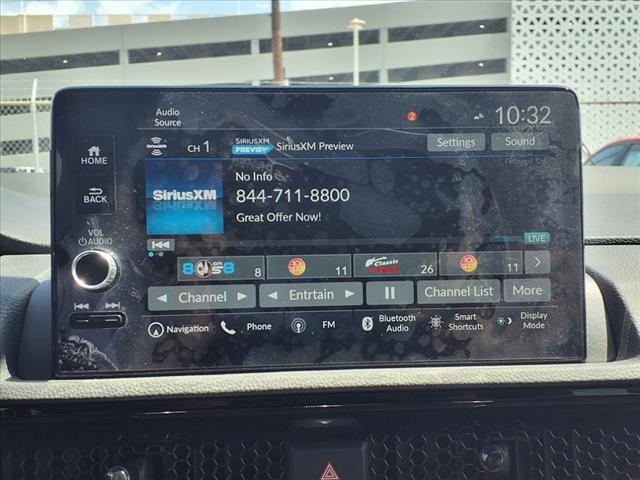 Audio
Source
2
10:32
SIRIUSXM
CH 1
SIRIUSXM
PREVIEW
SiriusXM Preview
Settings
Sound
HOME
BACK
VOL
AUDIO
SiriusXM
No Info
844-711-8800
Great Offer Now!
LIVE
8
11
Classic
26
11
Channel
Entrtain
Channel List
More
Navigation
Phone
FM
Bluetooth
Audio
Smart
Shortcuts
Display
Mode